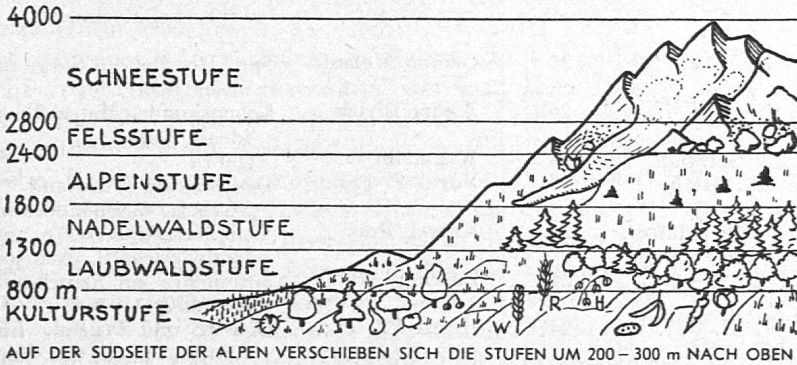 4000
SCHNEESTUFE
2800
FELSSTUFE
2400
ALPENSTUFE
1800
NADELWALDSTUFE
1300
LAUBWALDSTUFE
800 m
R H
KULTURSTUFE
W
AUF DER SÜDSEITE DER ALPEN VERSCHIEBEN SICH DIE STUFEN UM 200 – 300 m NACH OBEN